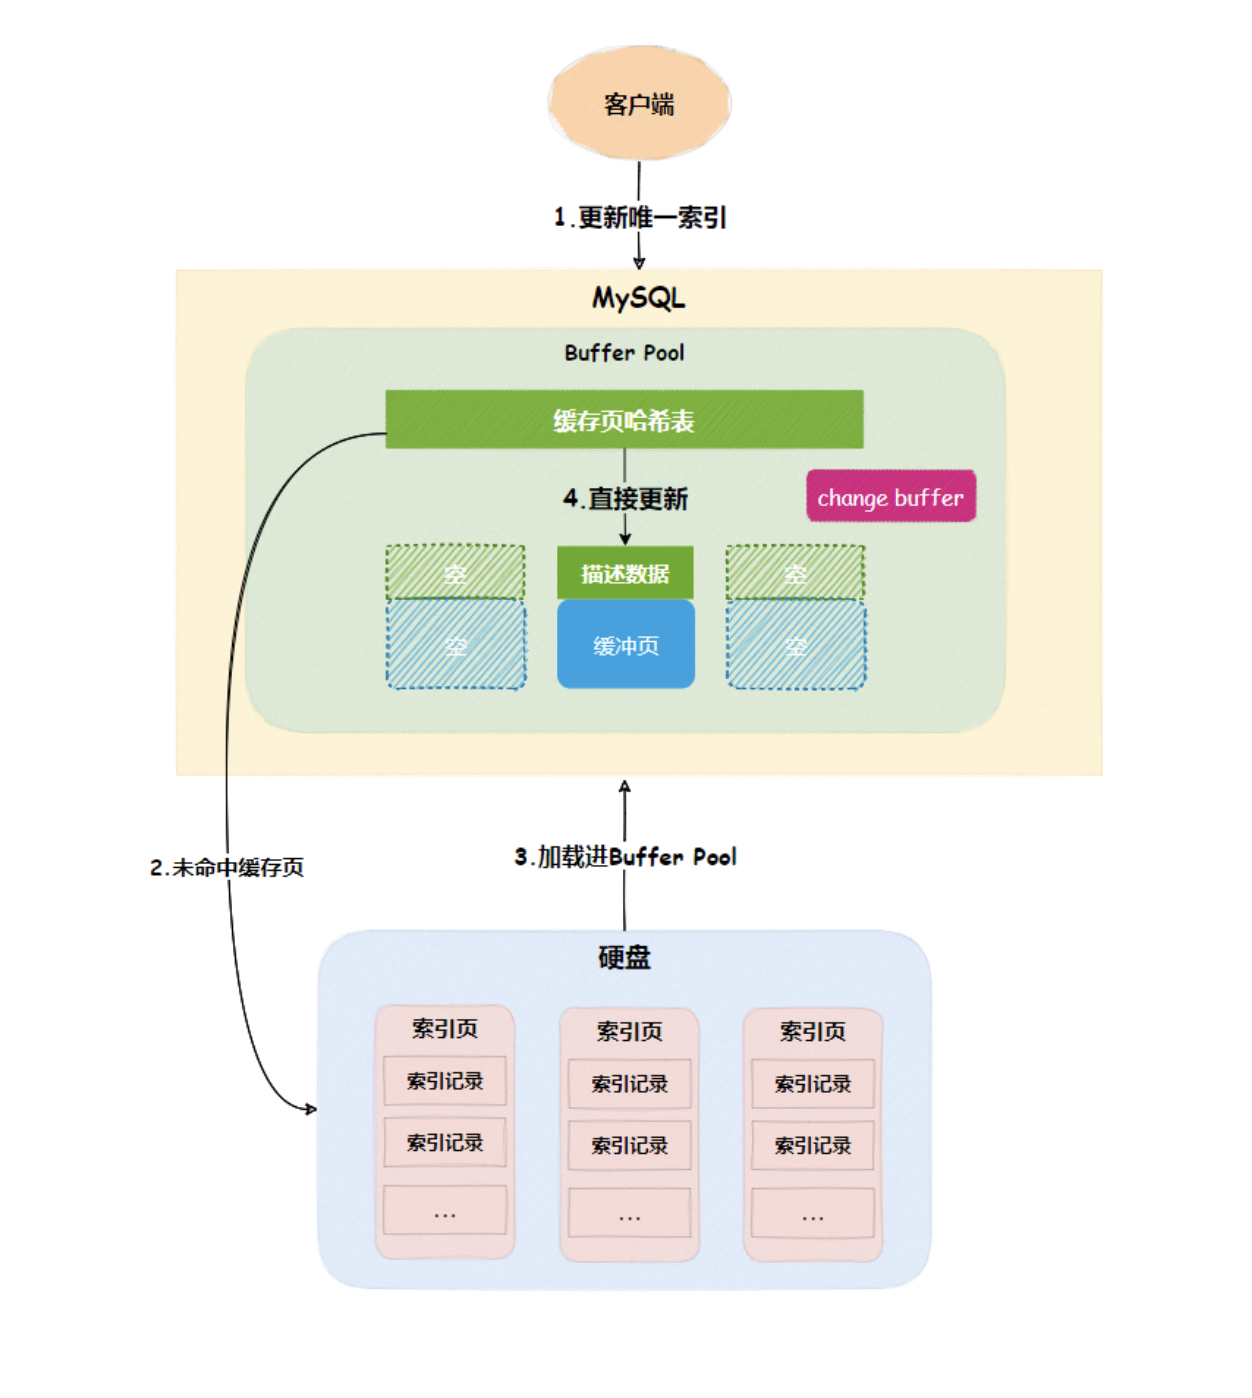 客户端
1.更新唯一索引
MySQL
Buffer Pool
缓存页哈希表
4.直接更新
change buffer
空
描述数据
空
空
缓冲页
空
3.加载进Buffer Pool
2.未命中缓存页
硬盘
索引页
索引页
索引页
索引记录
索引记录
索引记录
索引记录
索引记录
索引记录
...
...
...